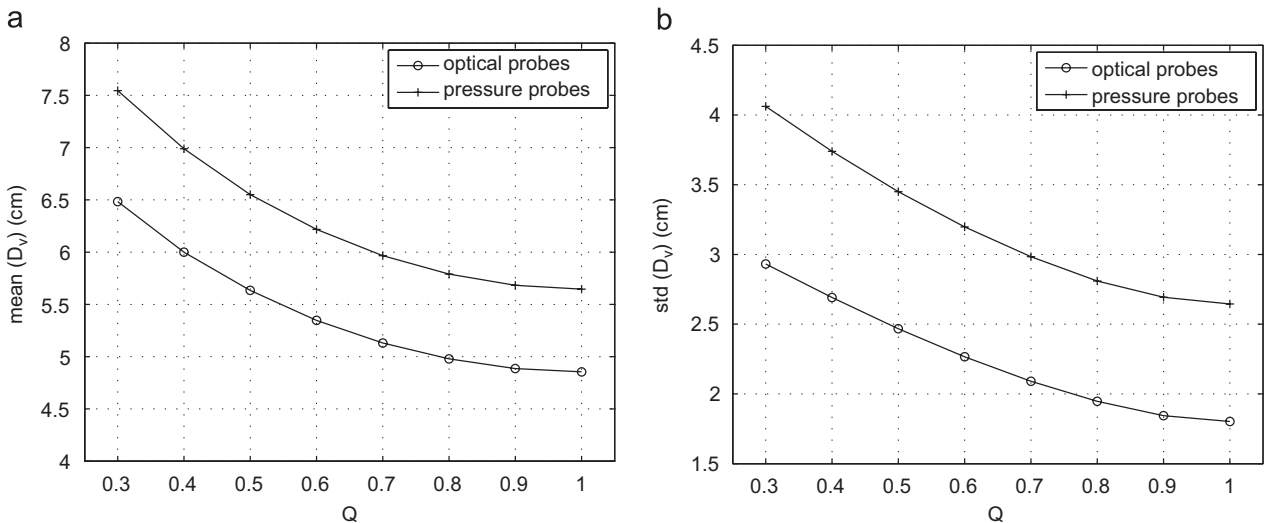 a
8
7.5
7
6.5
6
5.5
5
4.5
4
mean (Dv) (cm)
0.3 0.4 0.5 0.6 0.7 0.8 0.9 1
Q
optical probes
pressure probes
b
4.5
4
3.5
3
2.5
2
1.5
std (Dv) (cm)
0.3 0.4 0.5 0.6 0.7 0.8 0.9 1
Q
optical probes
pressure probes